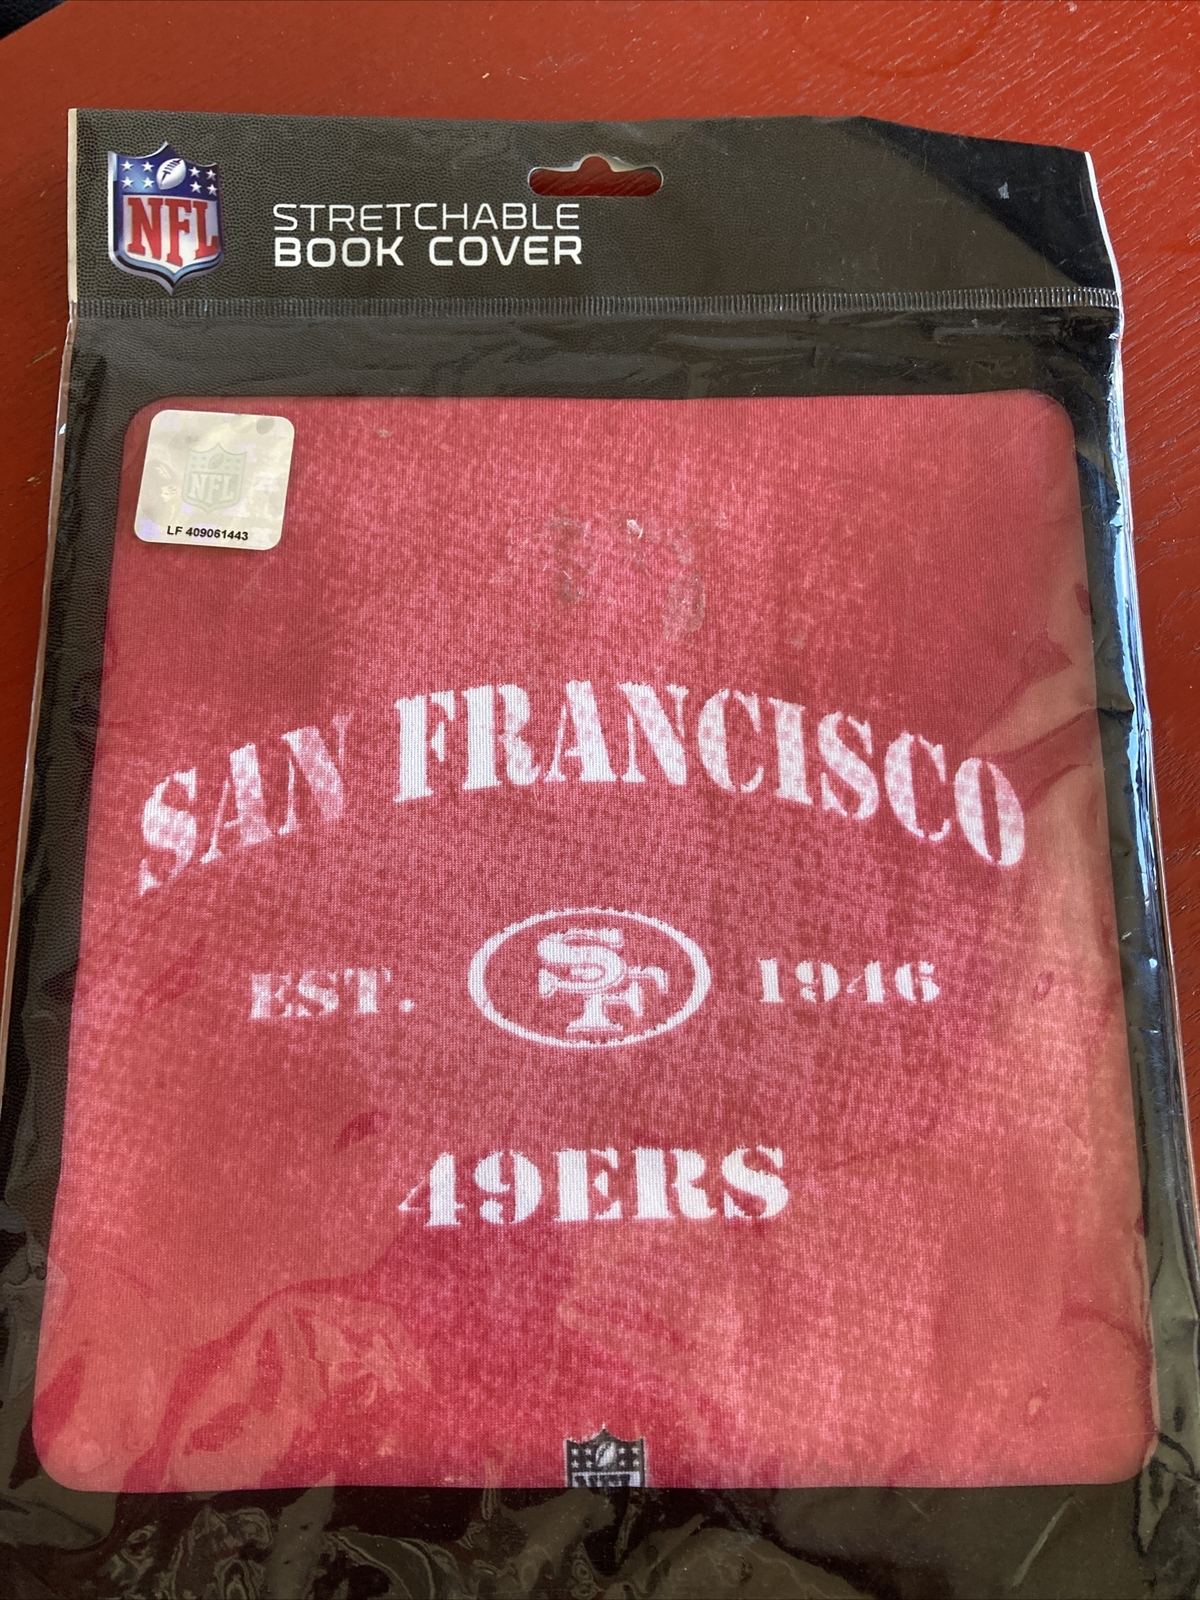 NFL
STRETCHABLE
BOOK COVER
NFL
LF 409061443
SAN FRANCISCO
EST. SF 1946
49ERS
NFL